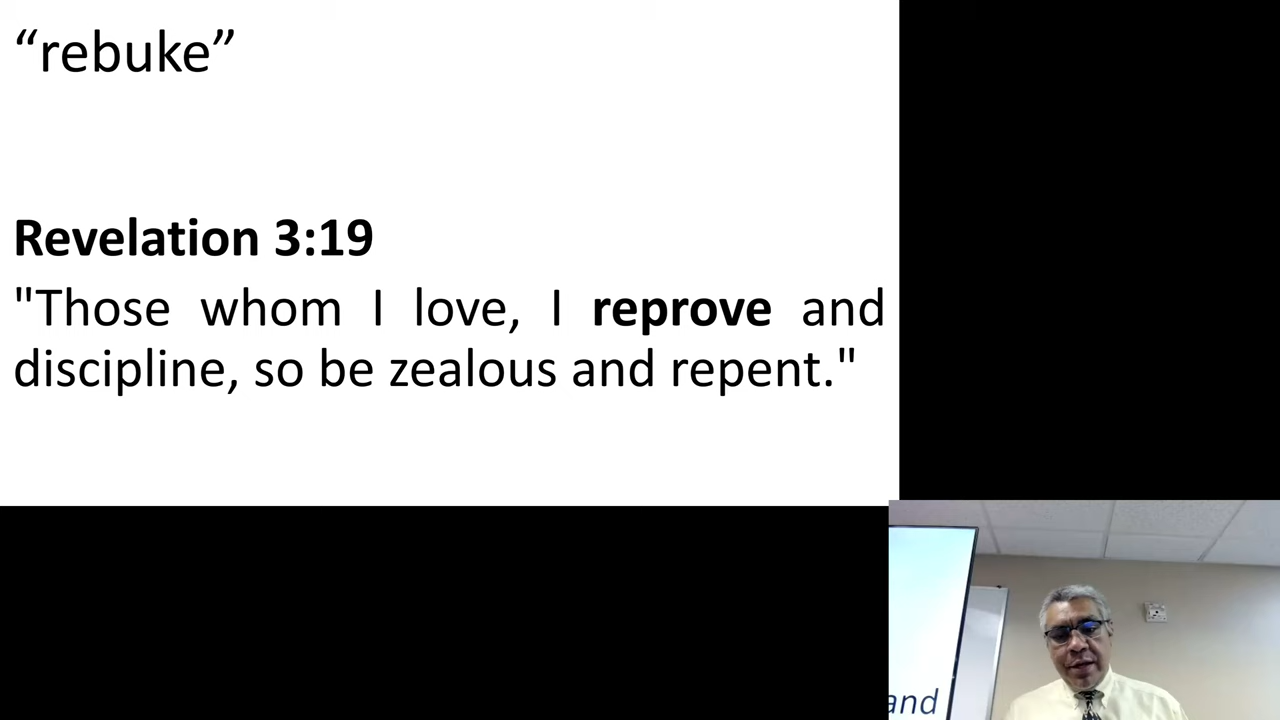 “rebuke”
Revelation 3:19
"Those whom I love, I reprove and
discipline, so be zealous and repent."
and